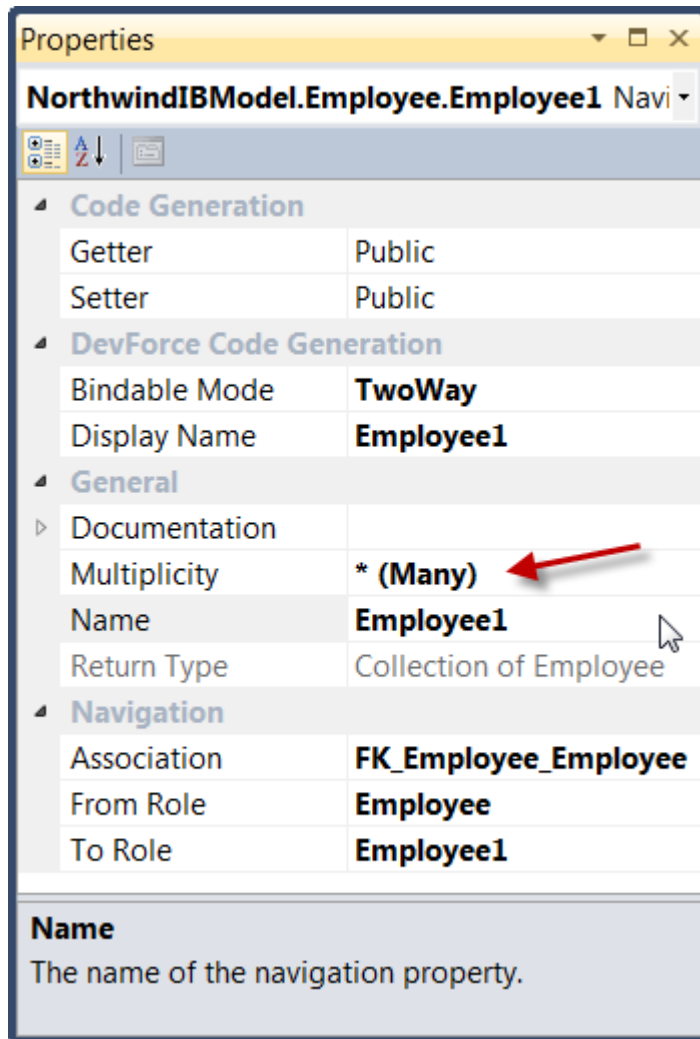 Properties
NorthwindIBModel.Employee.Employee1 Navi
Code Generation
Getter Public
Setter Public
DevForce Code Generation
Bindable Mode TwoWay
Display Name Employee1
General
Documentation
Multiplicity * (Many)
Name Employee1
Return Type Collection of Employee
Navigation
Association FK_Employee_Employee
From Role Employee
To Role Employee1
Name
The name of the navigation property.